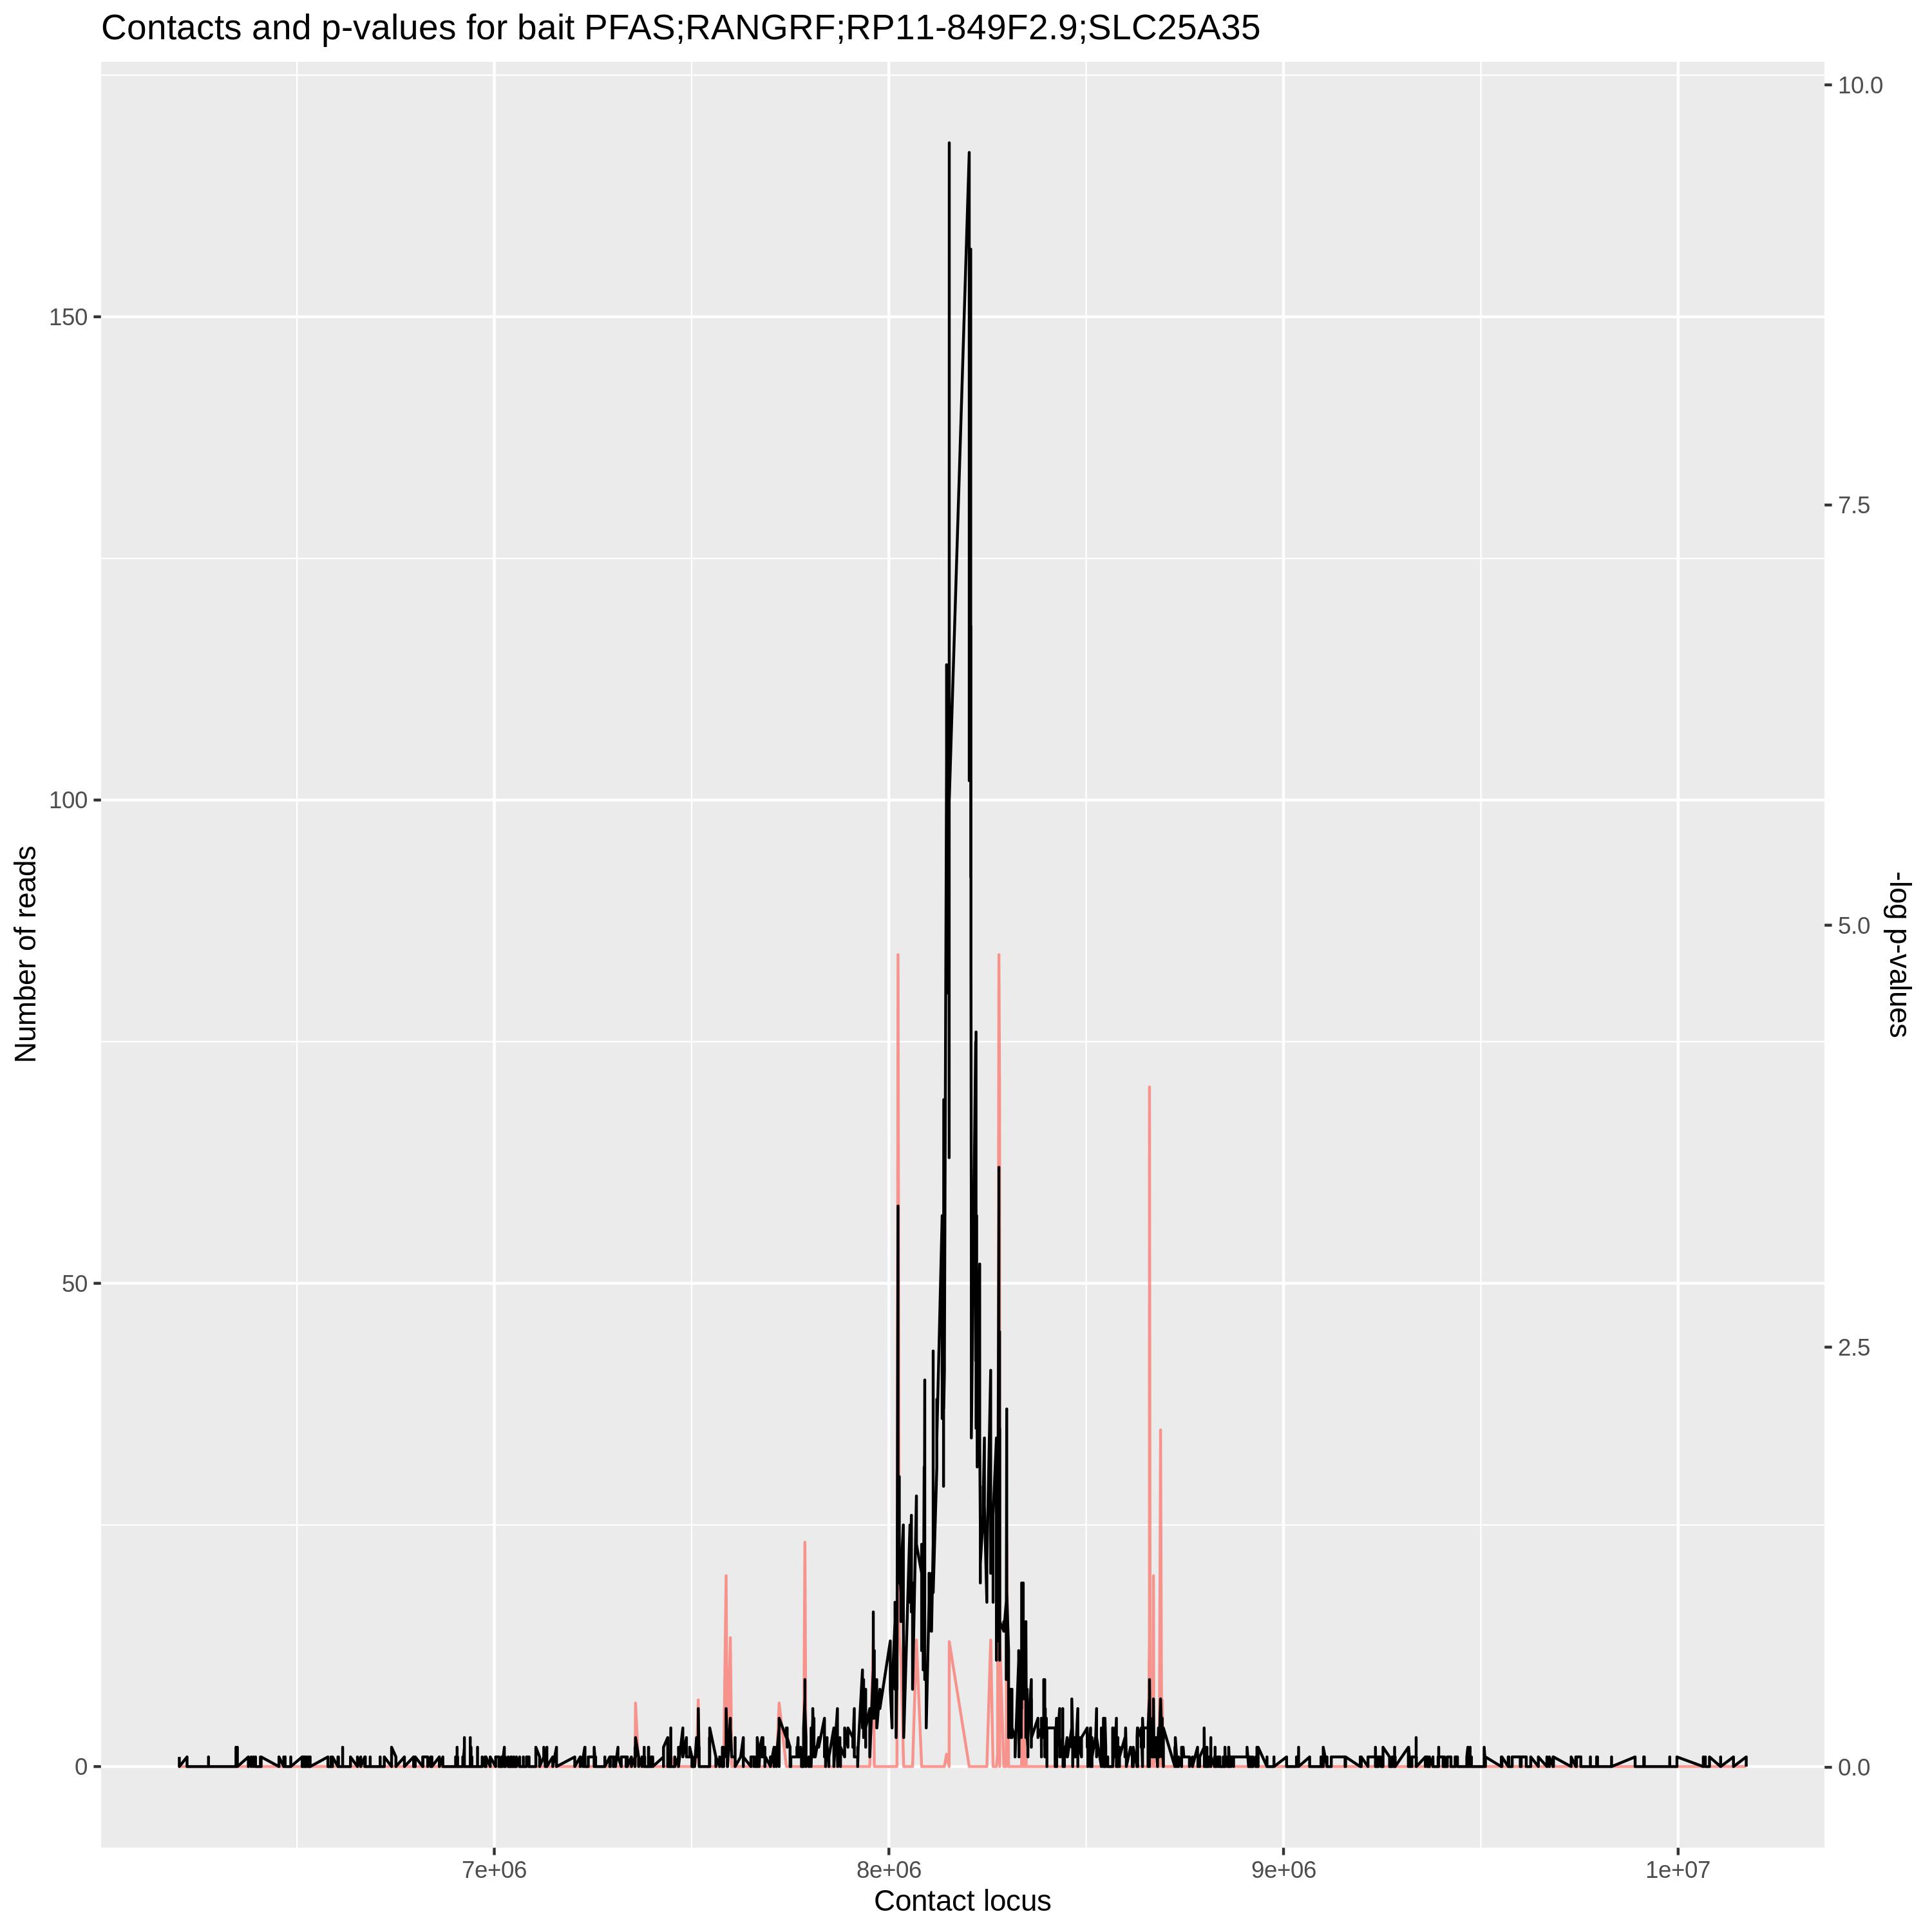 Contacts and p-values for bait PFAS;RANGRF;RP11-849F2.9;SLC25A35
150
100
50
0
Number of reads
10.0
7.5
5.0
2.5
0.0
-log p-values
7e+06
8e+06
9e+06
1e+07
Contact locus